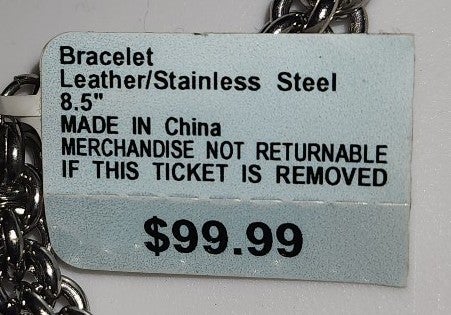 Bracelet
Leather/Stainless Steel
8.5"
MADE IN China
MERCHANDISE NOT RETURNABLE
IF THIS TICKET IS REMOVED
$99.99